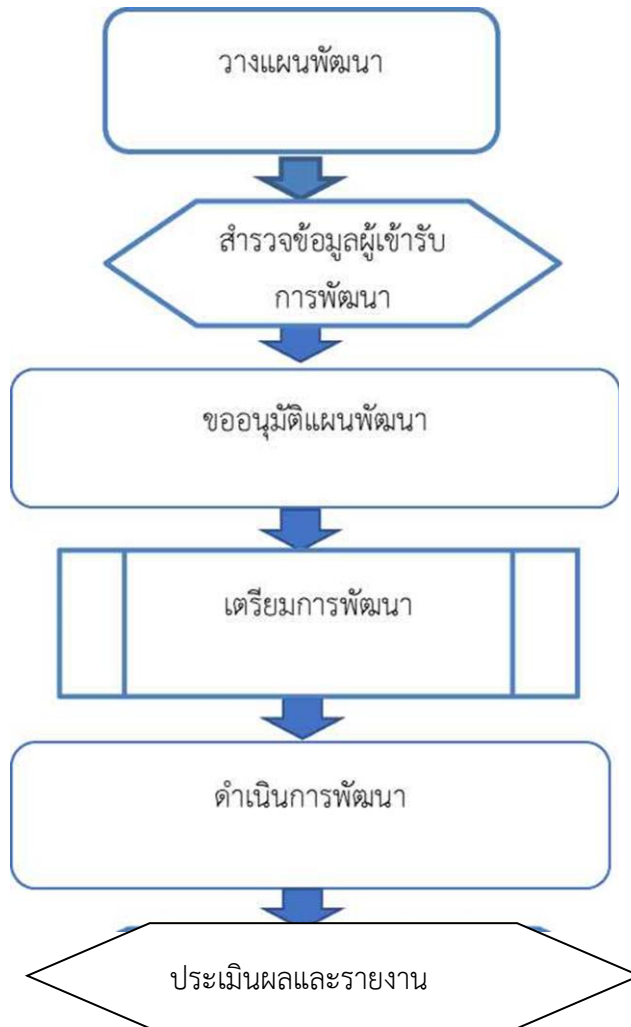 วางแผนพัฒนา
สำรวจข้อมูลผู้เข้ารับ
การพัฒนา
ขออนุมัติแผนพัฒนา
เตรียมการพัฒนา
ดำเนินการพัฒนา
ประเมินผลและรายงาน